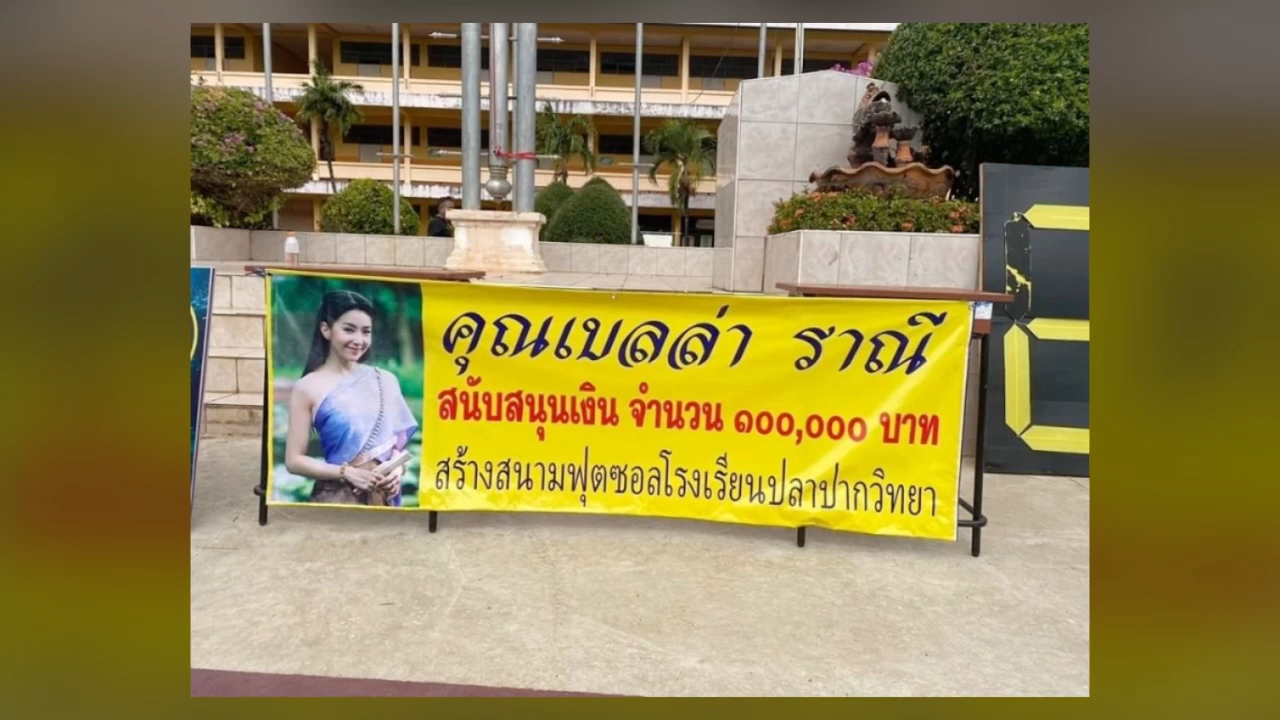 คุณเบลล่า ราณี
สนับสนุนเงิน จำนวน ๑๐๐,๐๐๐ บาท
สร้างสนามฟุตซอลโรงเรียนปลาปากวิทยา